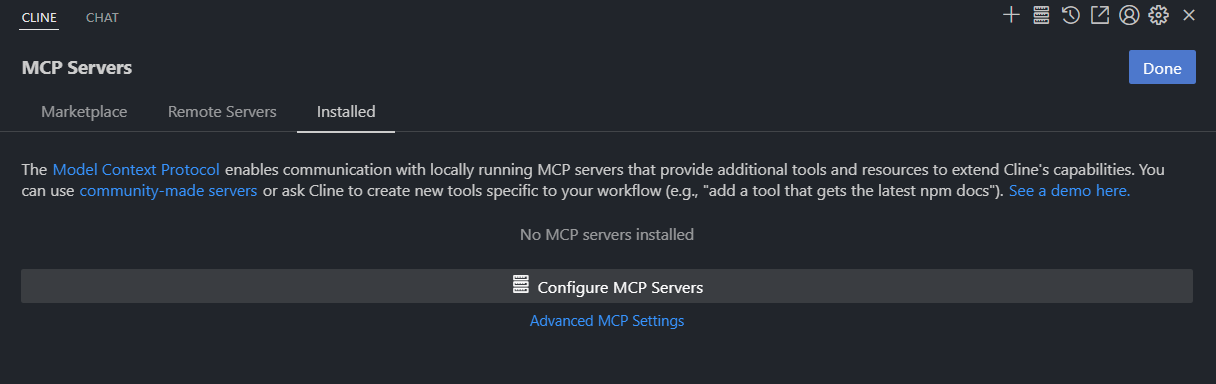 CLINE CHAT
MCP Servers
Done
Marketplace Remote Servers Installed
The Model Context Protocol enables communication with locally running MCP servers that provide additional tools and resources to extend Cline's capabilities. You
can use community-made servers or ask Cline to create new tools specific to your workflow (e.g., "add a tool that gets the latest npm docs"). See a demo here.
No MCP servers installed
Configure MCP Servers
Advanced MCP Settings